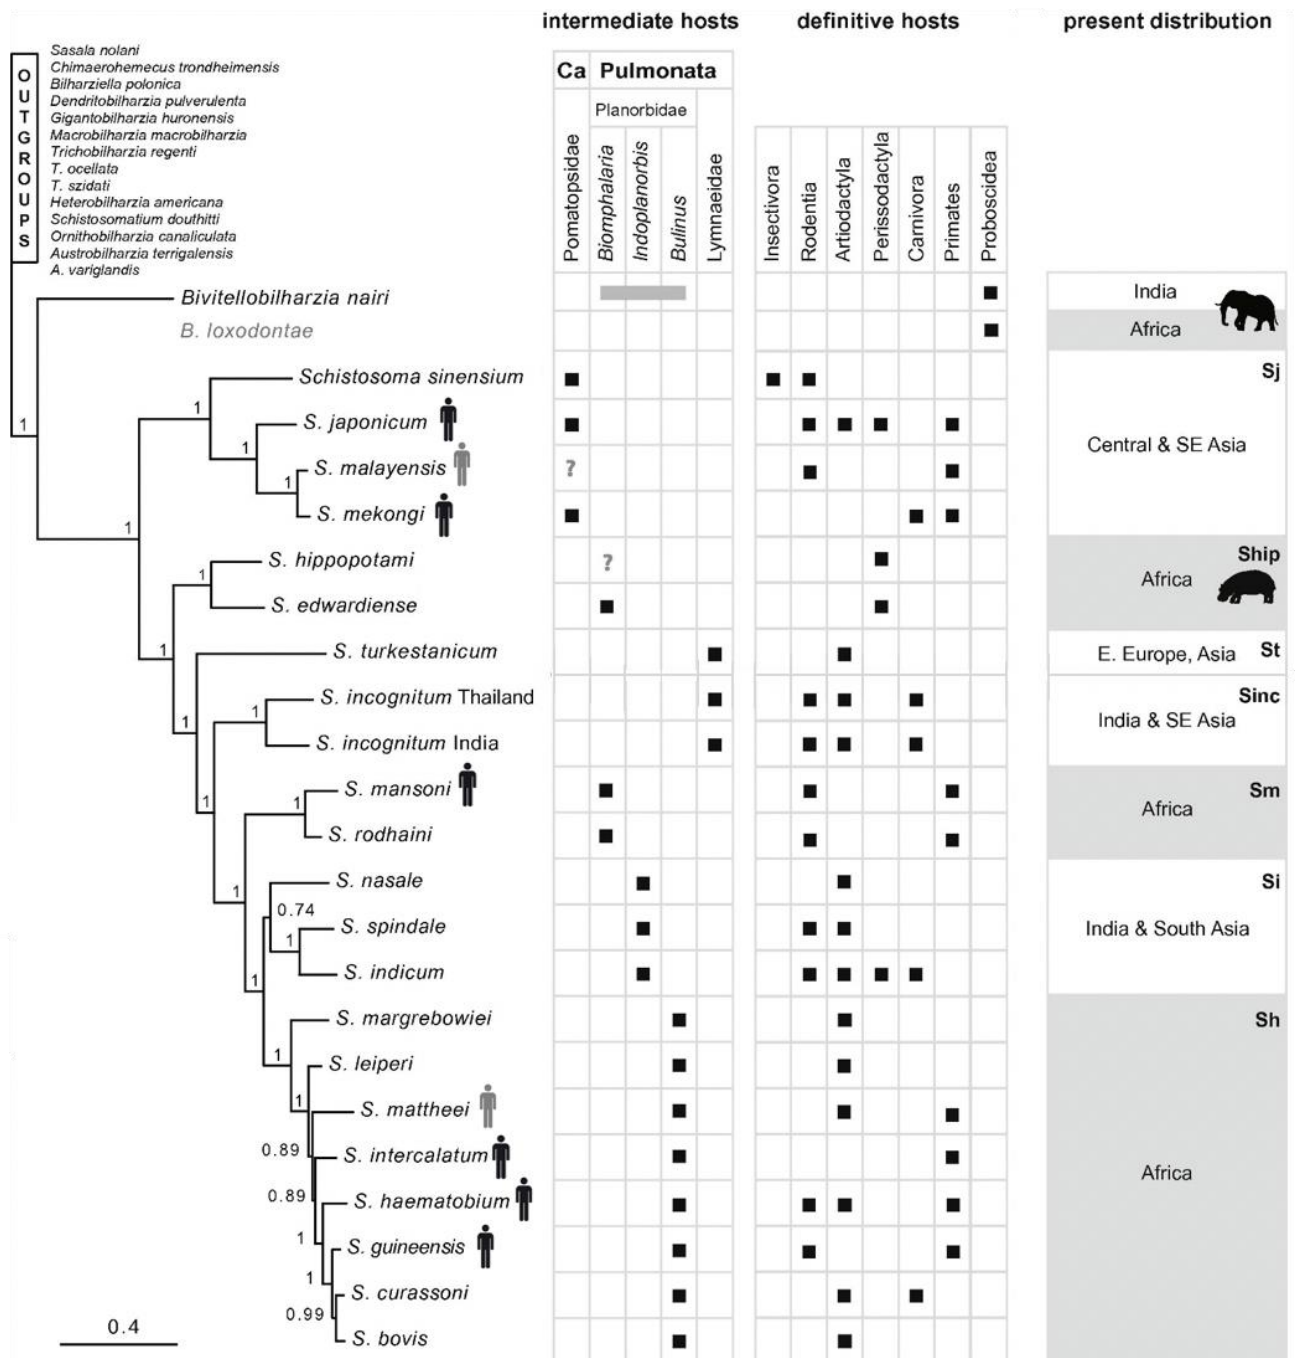 intermediate hosts definitive hosts present distribution
OUTGROUPS
Sasala nolani
Chimaerohemecus trondheimensis
Bilharziella polonica
Dendritobilharzia pulverulenta
Gigantobilharzia huronensis
Macrobilharzia macrobilharzia
Trichobilharzia regenti
T. ocellata
T. szidati
Heterobilharzia americana
Schistosomatium douthitti
Ornithobilharzia canaliculata
Austrobilharzia terrigalensis
A. variglandis
Ca Pulmonata
Planorbidae
Pomatopsidae
Biomphalaria
Indoplanorbis
Bulinus
Lymnaeidae
Insectivora
Rodentia
Artiodactyla
Perissodactyla
Carnivora
Primates
Proboscidea
Bivitellobilharzia nairi India
B. loxodontae Africa
Schistosoma sinensium Sj
1
S. japonicum
1
1
Central & SE Asia
S. malayensis ?
1
S. mekongi
1
Ship
S. hippopotami ?
1
Africa
S. edwardiense
1
S. turkestanicum E. Europe, Asia St
S. incognitum Thailand Sinc
1
1
India & SE Asia
S. incognitum India
S. mansoni Sm
1
1
Africa
S. rodhaini
S. nasale Si
1
0.74
S. spindale India & South Asia
1
S. indicum
1
S. margrebowiei Sh
1
S. leiperi
1
S. mattheei
0.89
S. intercalatum
Africa
0.89
S. haematobium
1
S. guineensis
1
S. curassoni
0.99
0.4
S. bovis